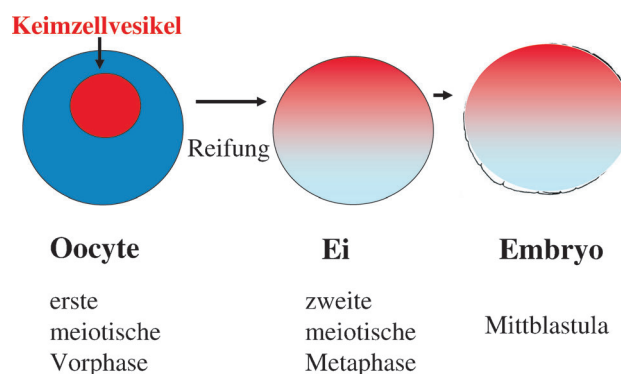 Keimzellvesikel
Reifung
Oocyte
erste
meiotische
Vorphase
Ei
zweite
meiotische
Metaphase
Embryo
Mittblastula